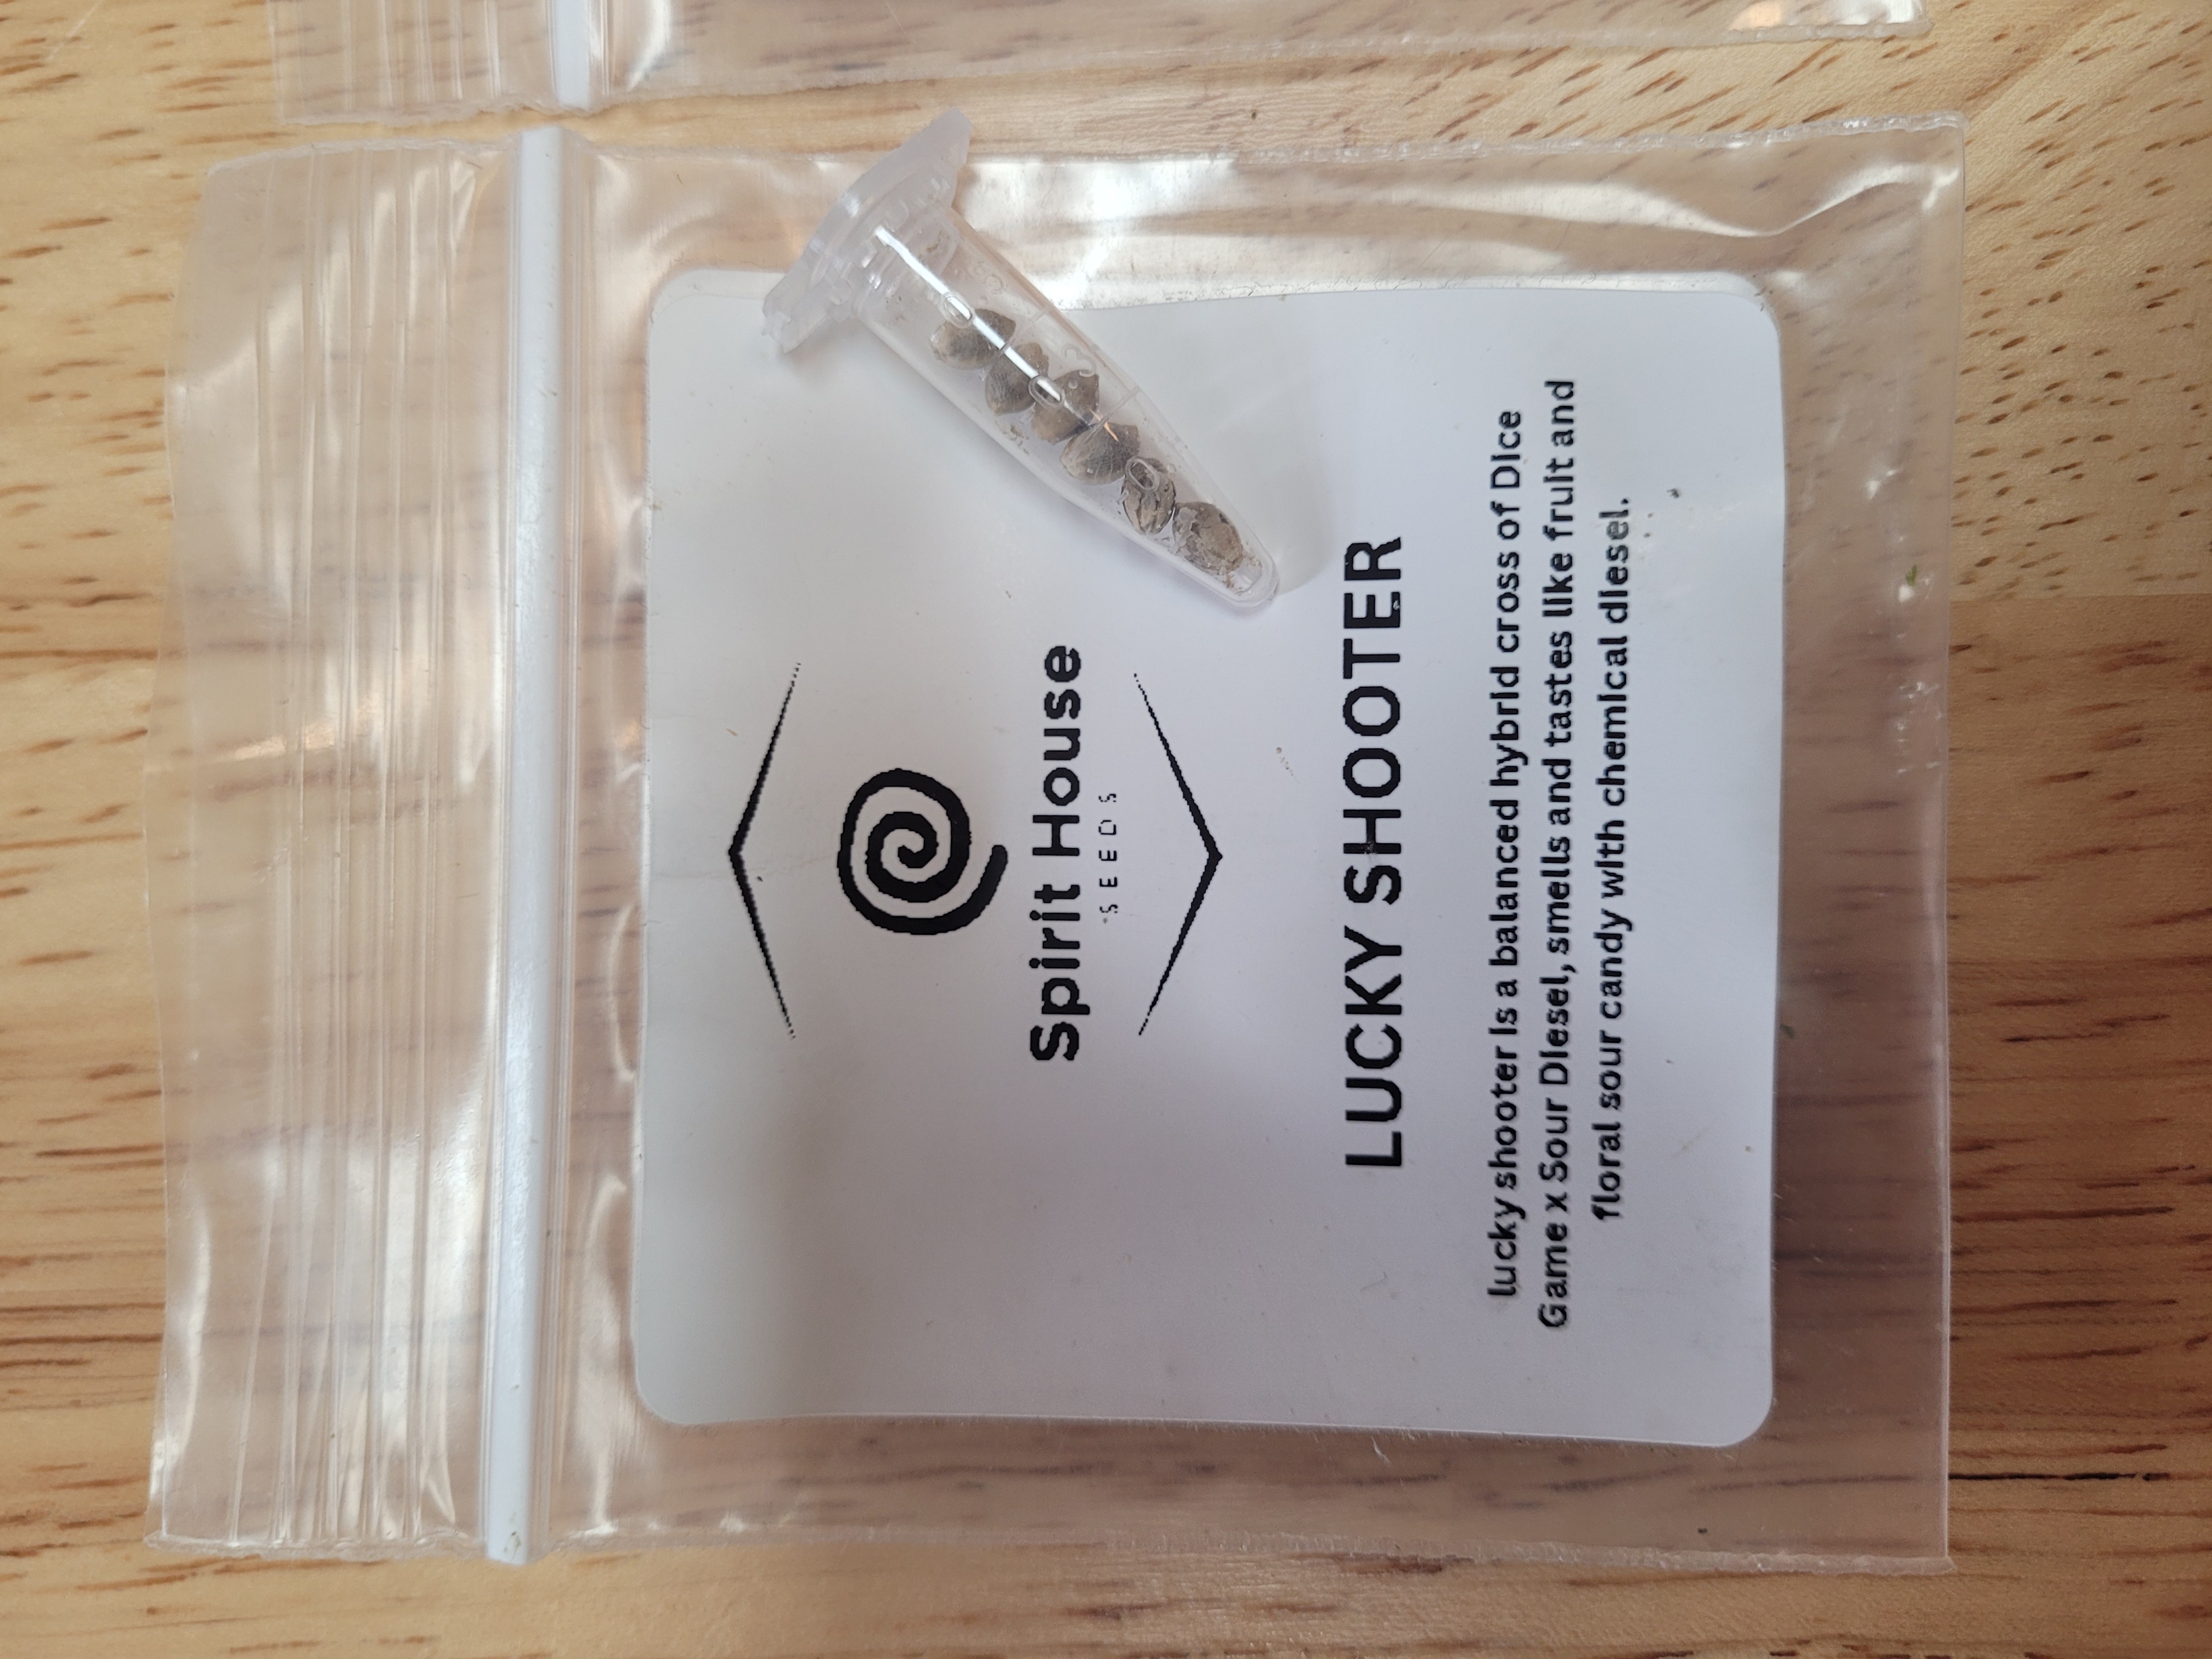 Spirit House
SEEDS
LUCKY SHOOTER
lucky shooter is a balanced hybrid cross of Dice
Game x Sour Diesel, smells and tastes like fruit and
floral sour candy with chemical diesel.